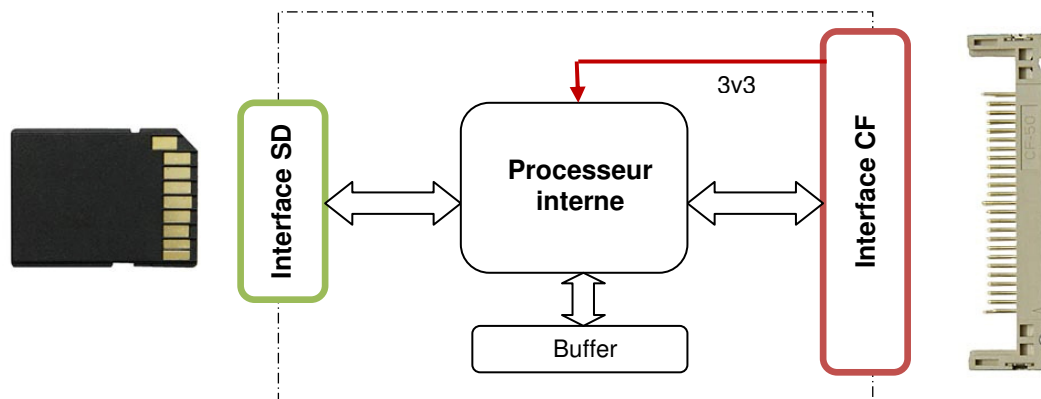 3v3
Interface SD
Processeur
interne
Interface CF
CF-50
Buffer